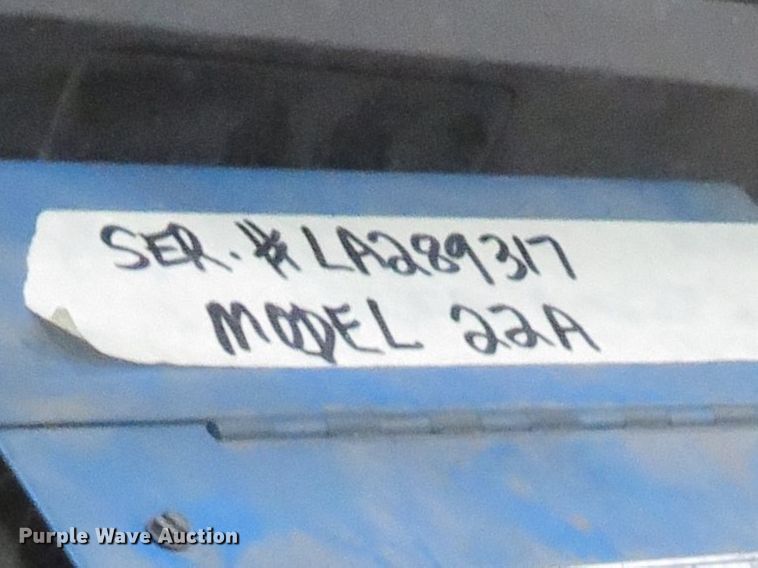 SER. # LA289317
MODEL 22A
Purple Wave Auction